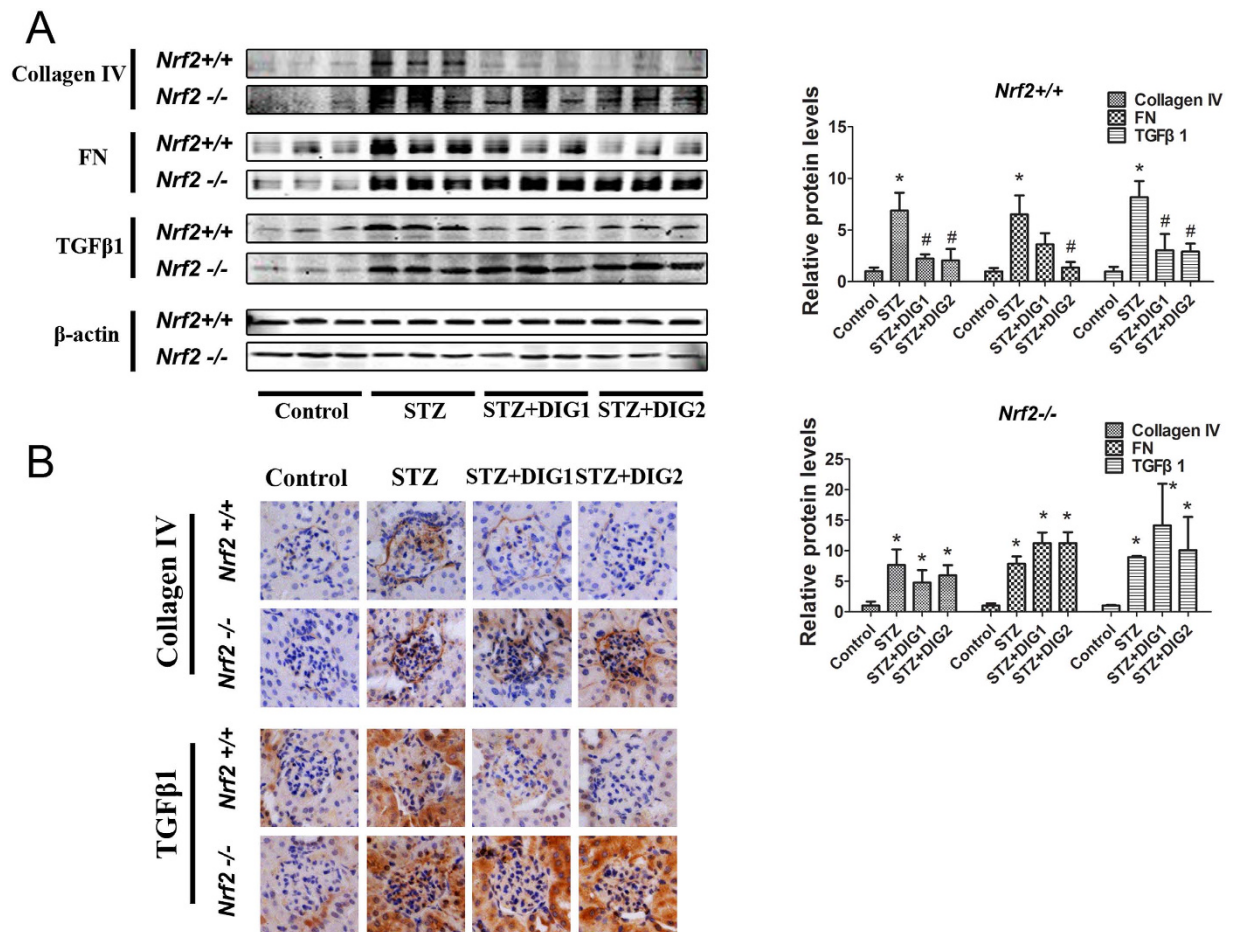 A
Collagen IV
Nrf2+/+
Nrf2 -/-
FN
Nrf2+/+
Nrf2 -/-
TGFβ1
Nrf2+/+
Nrf2 -/-
β-actin
Nrf2+/+
Nrf2 -/-
Control STZ STZ+DIG1 STZ+DIG2
Nrf2+/+
Collagen IV
FN
TGFβ 1
Relative protein levels
15
10
5
0
* # # * # * # #
Control STZ STZ+DIG1 STZ+DIG2 Control STZ STZ+DIG1 STZ+DIG2 Control STZ STZ+DIG1 STZ+DIG2
Nrf2-/-
Collagen IV
FN
TGFβ 1
Relative protein levels
25
20
15
10
5
0
* * * * * * * * *
Control STZ STZ+DIG1 STZ+DIG2 Control STZ STZ+DIG1 STZ+DIG2 Control STZ STZ+DIG1 STZ+DIG2
B
Control STZ STZ+DIG1 STZ+DIG2
Collagen IV
Nrf2 +/+
Nrf2 -/-
TGFβ1
Nrf2 +/+
Nrf2 -/-